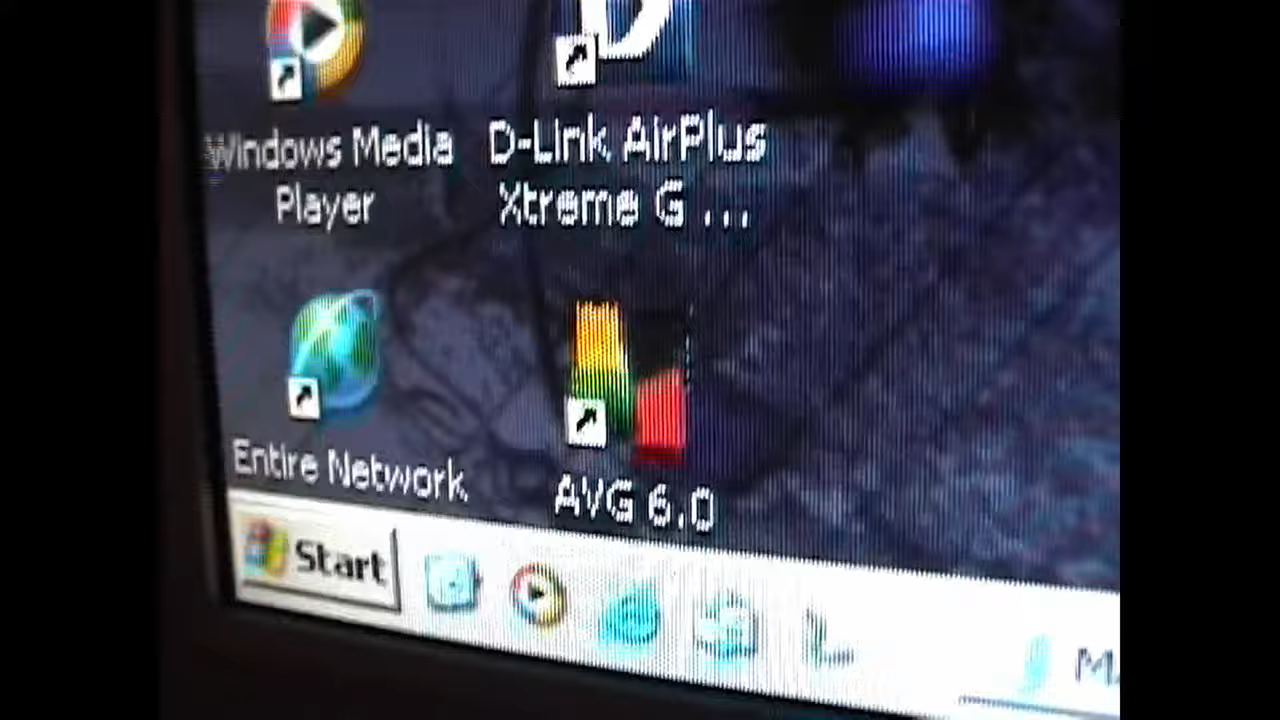 Windows Media
Player
D-Link AirPlus
Xtreme G ...
Entire Network
AVG 6.0
Start